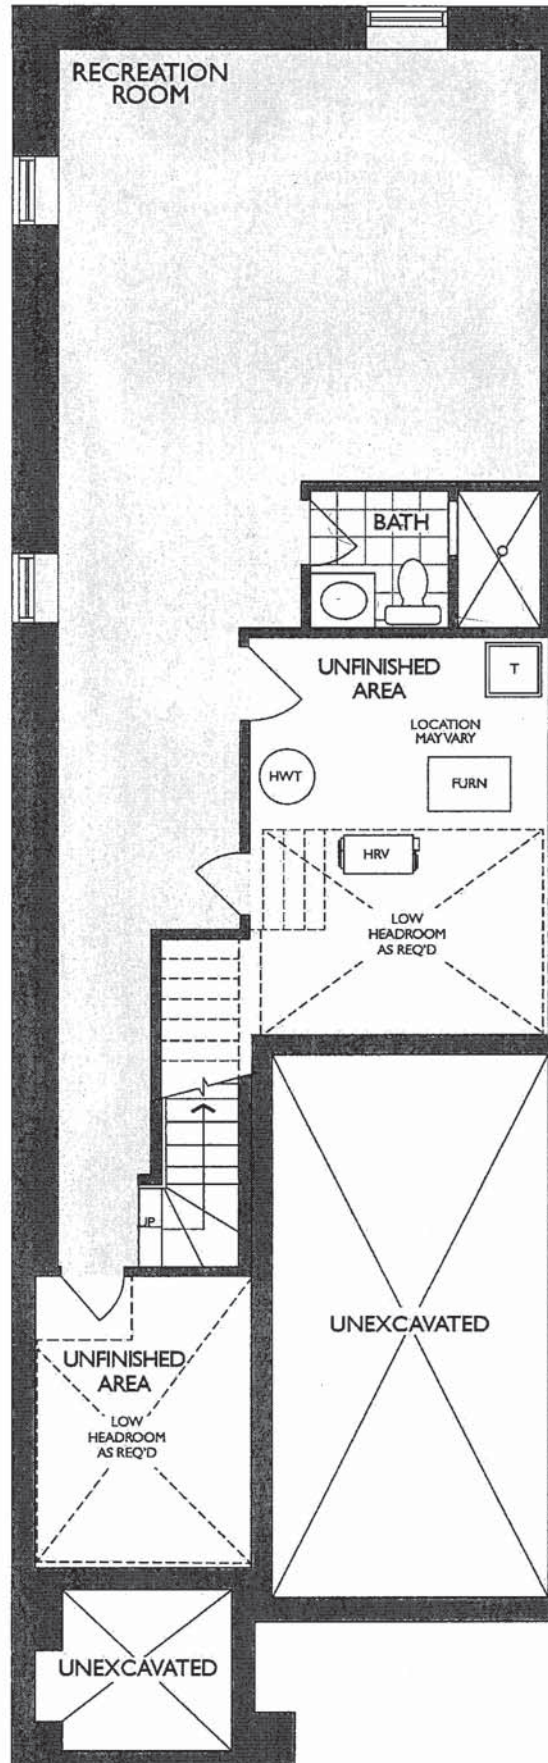 RECREATION
ROOM
BATH
UNFINISHED
AREA
T
LOCATION
MAY VARY
HWT
FURN
HRV
LOW
HEADROOM
AS REQ'D
UP
UNEXCAVATED
UNFINISHED
AREA
LOW
HEADROOM
AS REQ'D
UNEXCAVATED